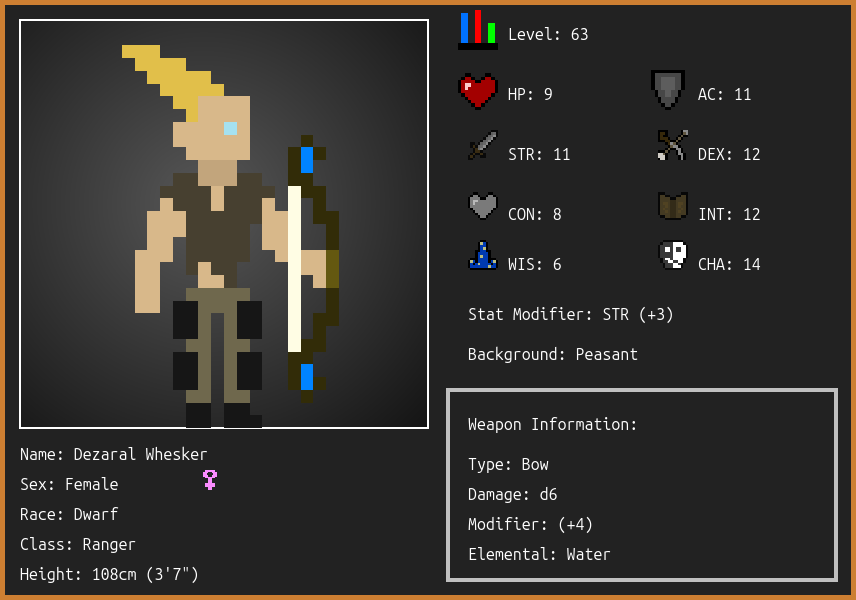 Level: 63
HP: 9
AC: 11
STR: 11
DEX: 12
CON: 8
INT: 12
WIS: 6
CHA: 14
Stat Modifier: STR (+3)
Background: Peasant
Weapon Information:
Type: Bow
Damage: d6
Modifier: (+4)
Elemental: Water
Name: Dezaral Whesker
Sex: Female
Race: Dwarf
Class: Ranger
Height: 108cm (3'7")